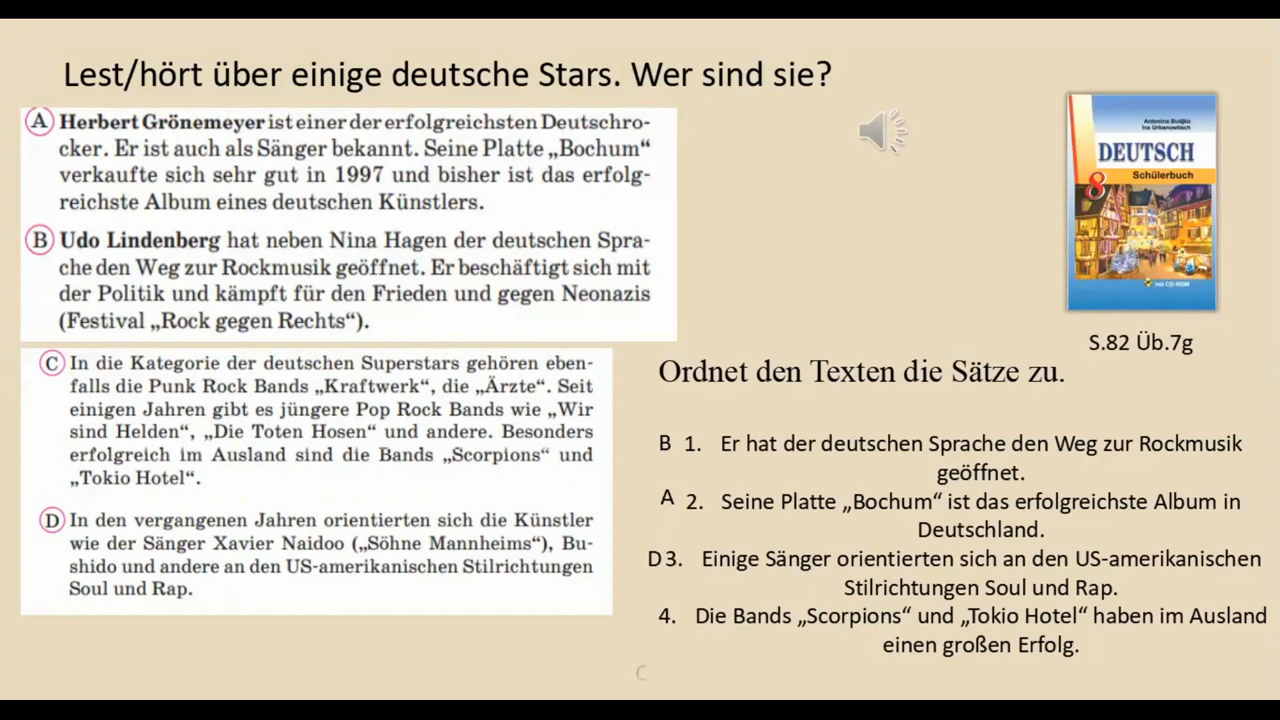 Lest/hört über einige deutsche Stars. Wer sind sie?
A Herbert Grönemeyer ist einer der erfolgreichsten Deutschro-
cker. Er ist auch als Sänger bekannt. Seine Platte „Bochum“
verkaufte sich sehr gut in 1997 und bisher ist das erfolg-
reichste Album eines deutschen Künstlers.
B Udo Lindenberg hat neben Nina Hagen der deutschen Spra-
che den Weg zur Rockmusik geöffnet. Er beschäftigt sich mit
der Politik und kämpft für den Frieden und gegen Neonazis
(Festival „Rock gegen Rechts“).
C In die Kategorie der deutschen Superstars gehören eben-
falls die Punk Rock Bands „Kraftwerk“, die „Ärzte“. Seit
einigen Jahren gibt es jüngere Pop Rock Bands wie „Wir
sind Helden“, „Die Toten Hosen“ und andere. Besonders
erfolgreich im Ausland sind die Bands „Scorpions“ und
„Tokio Hotel“.
D In den vergangenen Jahren orientierten sich die Künstler
wie der Sänger Xavier Naidoo („Söhne Mannheims“), Bu-
shido und andere an den US-amerikanischen Stilrichtungen
Soul und Rap.
Antonina Budjko
Ina Urbanowitsch
DEUTSCH
8 Schülerbuch
mit CD-ROM
S.82 Üb.7g
Ordnet den Texten die Sätze zu.
B 1. Er hat der deutschen Sprache den Weg zur Rockmusik
geöffnet.
A 2. Seine Platte „Bochum“ ist das erfolgreichste Album in
Deutschland.
D 3. Einige Sänger orientierten sich an den US-amerikanischen
Stilrichtungen Soul und Rap.
4. Die Bands „Scorpions“ und „Tokio Hotel“ haben im Ausland
einen großen Erfolg.
C